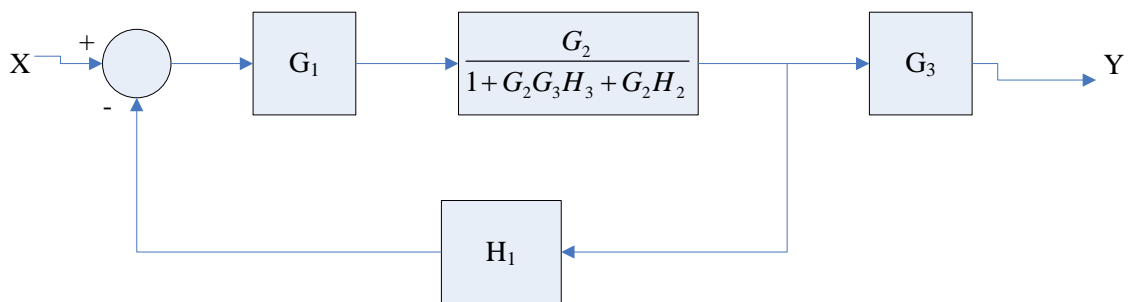 X
+
-
G₁
G₂
1 + G₂G₃H₃ + G₂H₂
G₃
Y
H₁